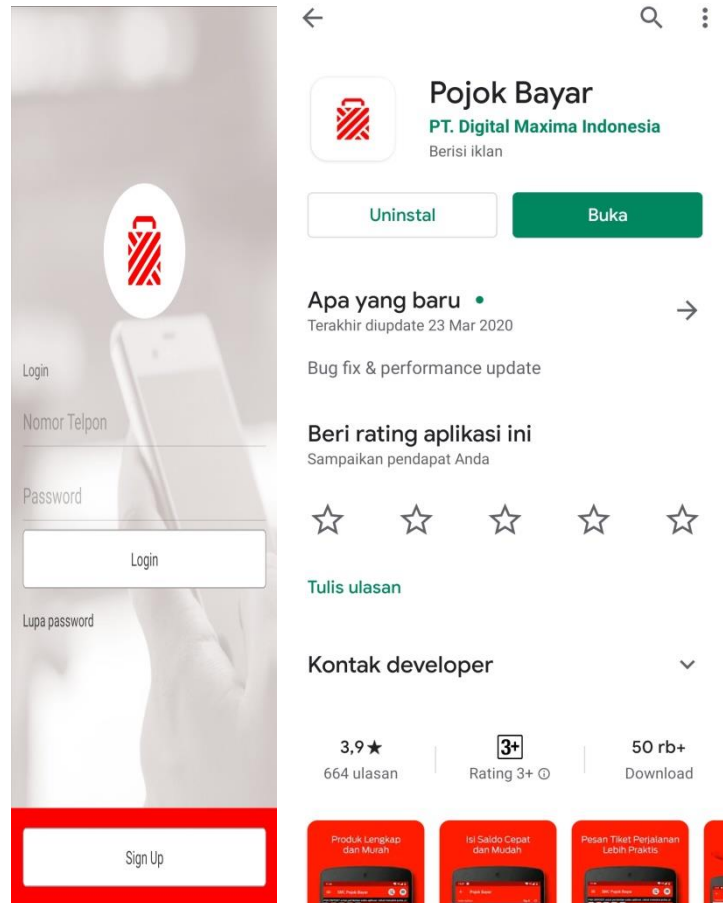 Login
Nomor Telpon
Password
Login
Lupa password
Sign Up
Pojok Bayar
PT. Digital Maxima Indonesia
Berisi iklan
Uninstal
Buka
Apa yang baru
Terakhir diupdate 23 Mar 2020
Bug fix & performance update
Beri rating aplikasi ini
Sampaikan pendapat Anda
Tulis ulasan
Kontak developer
3,9★
664 ulasan
3+
Rating 3+
50 rb+
Download
Produk Lengkap
dan Murah
Isi Saldo Cepat
dan Mudah
Pesan Tiket Perjalanan
Lebih Praktis